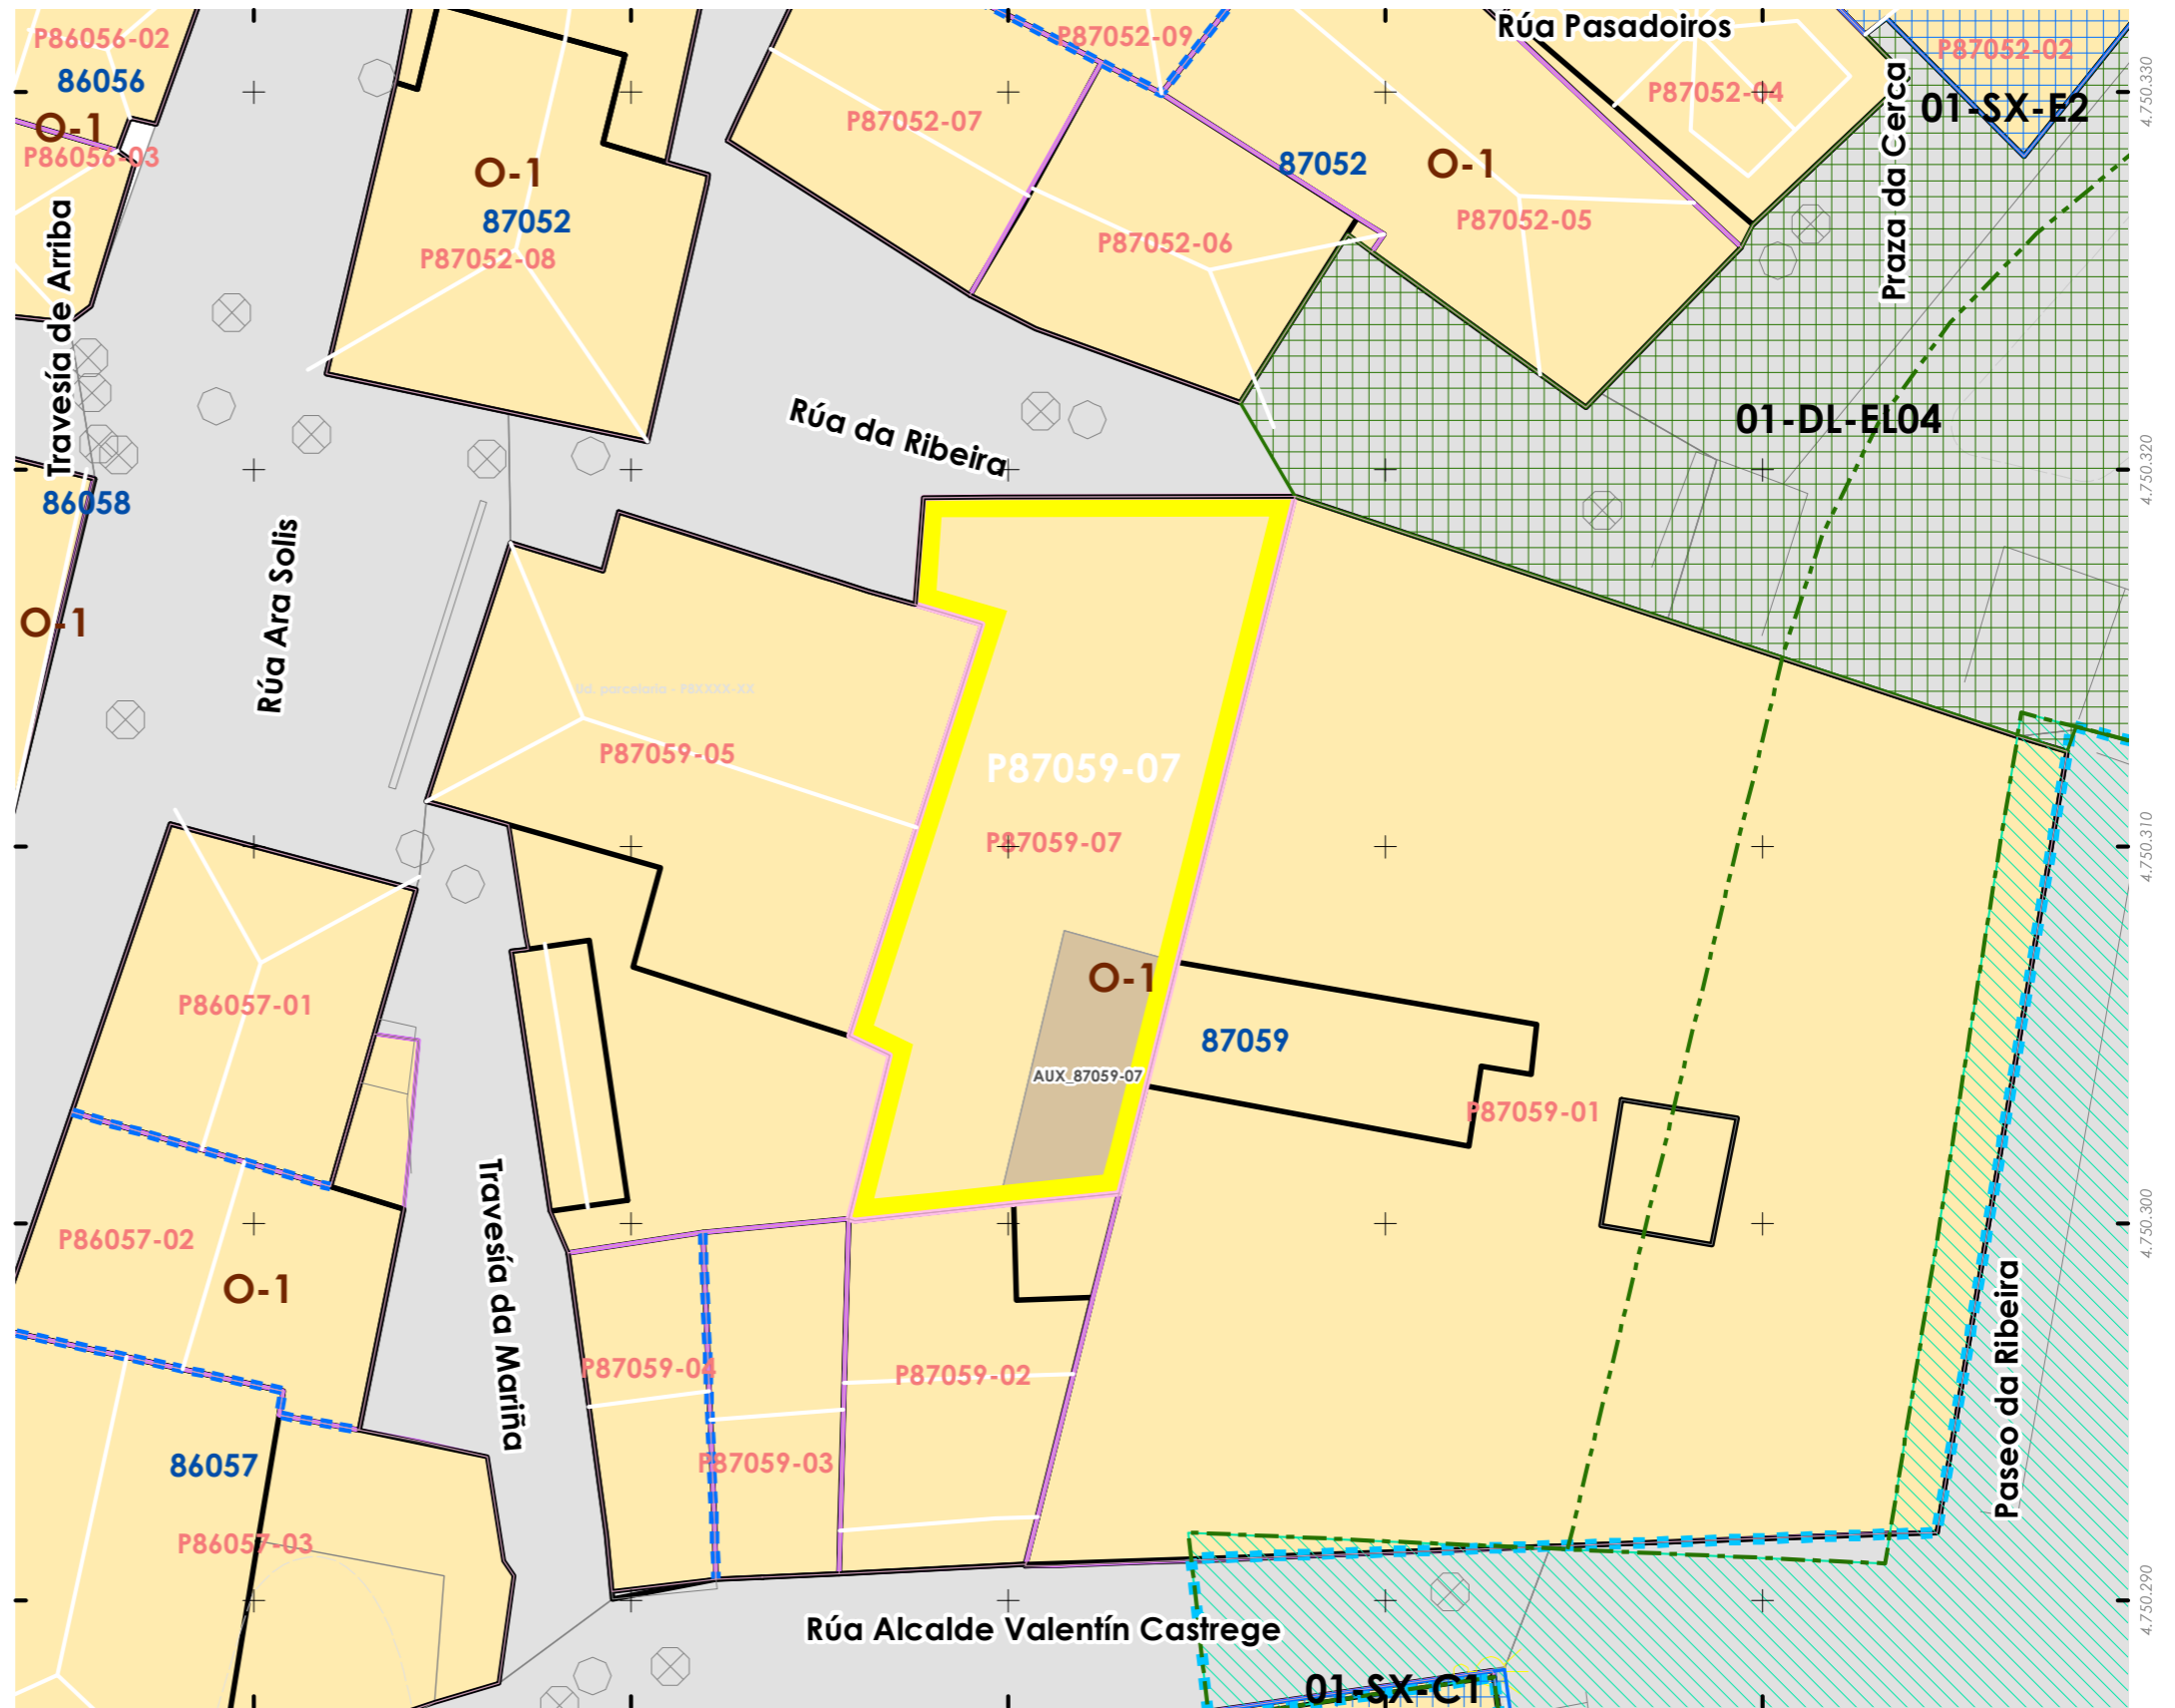 Rúa Pasadoiros
P86056-02
P87052-09
P87052-02
86056
P87052-04
01-SX-E2
4.750.330
O-1
P87052-07
P86056-03
O-1
87052
O-1
87052
P87052-05
P87052-08
P87052-06
Praza da Cerca
Travesía de Arriba
Rúa da Ribeira
01-DL-EL04
4.750.320
86058
O-1
Rúa Ara Solis
Ud. parcelaria - P8XXXX-XX
P87059-05
P87059-07
P87059-07
4.750.310
O-1
P86057-01
87059
AUX_87059-07
P87059-01
P86057-02
O-1
4.750.300
Travesía da Mariña
Paseo da Ribeira
P87059-04
P87059-02
P87059-03
86057
P86057-03
4.750.290
Rúa Alcalde Valentín Castrege
01-SX-C1